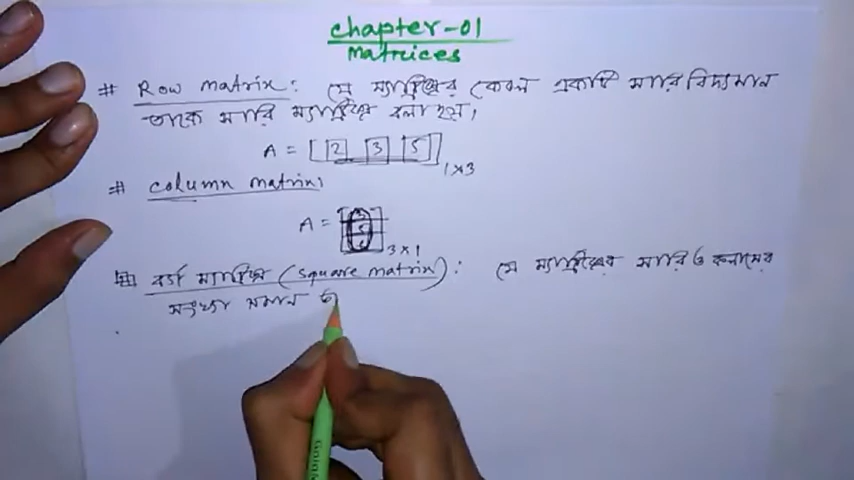 chapter-01
Matrices
# Row matrix: যে ম্যাট্রিক্সের কেবল একটি সারি বিদ্যমান
তাকে সারি ম্যাট্রিক্স বলা হয়।
A = [ 2 3 5 ] 1×3
# column matrix:
A = 3×1
বর্গ ম্যাট্রিক্স (square matrix): যে ম্যাট্রিক্সের সারি ও কলামের
সংখ্যা সমান ত